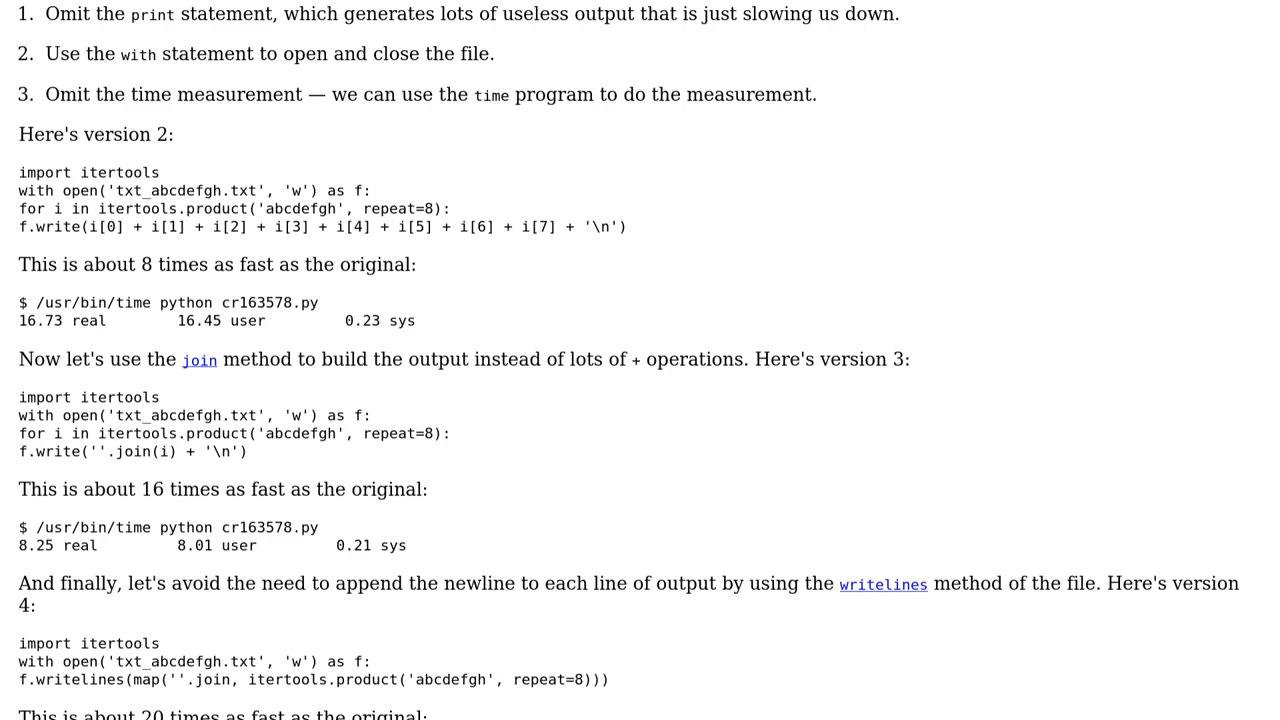 1. Omit the print statement, which generates lots of useless output that is just slowing us down.
2. Use the with statement to open and close the file.
3. Omit the time measurement — we can use the time program to do the measurement.
Here's version 2:
import itertools
with open('txt_abcdefgh.txt', 'w') as f:
for i in itertools.product('abcdefgh', repeat=8):
f.write(i[0] + i[1] + i[2] + i[3] + i[4] + i[5] + i[6] + i[7] + '\n')
This is about 8 times as fast as the original:
$ /usr/bin/time python cr163578.py
16.73 real         16.45 user         0.23 sys
Now let's use the join method to build the output instead of lots of + operations. Here's version 3:
import itertools
with open('txt_abcdefgh.txt', 'w') as f:
for i in itertools.product('abcdefgh', repeat=8):
f.write(''.join(i) + '\n')
This is about 16 times as fast as the original:
$ /usr/bin/time python cr163578.py
8.25 real         8.01 user         0.21 sys
And finally, let's avoid the need to append the newline to each line of output by using the writelines method of the file. Here's version
4:
import itertools
with open('txt_abcdefgh.txt', 'w') as f:
f.writelines(map(''.join, itertools.product('abcdefgh', repeat=8)))
This is about 20 times as fast as the original: